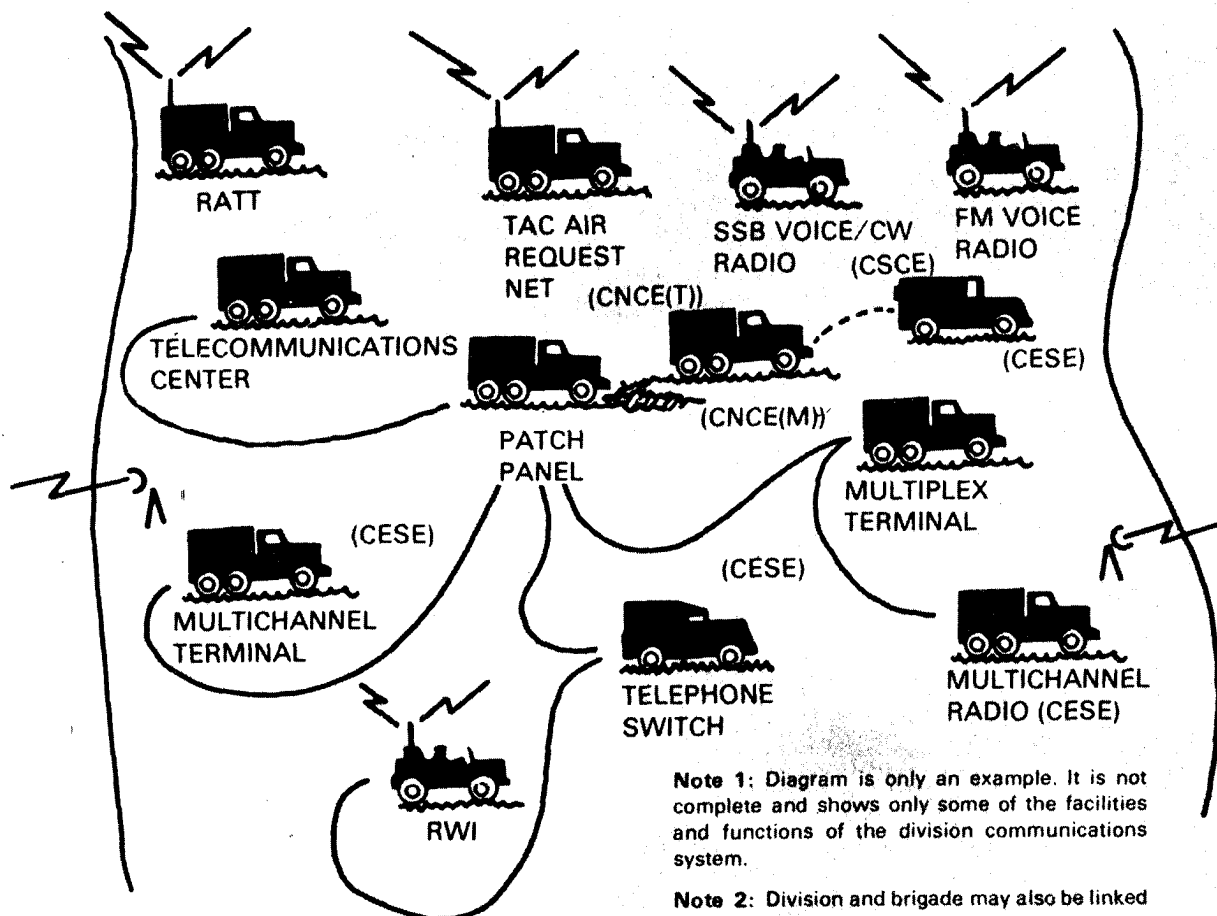 RATT
TAC AIR
REQUEST
NET
SSB VOICE/CW
RADIO
FM VOICE
RADIO
(CSCE)
(CNCE(T))
(CESE)
TELECOMMUNICATIONS
CENTER
(CNCE(M))
PATCH
PANEL
MULTIPLEX
TERMINAL
(CESE)
MULTICHANNEL
TERMINAL
(CESE)
TELEPHONE
SWITCH
MULTICHANNEL
RADIO (CESE)
RWI
Note 1: Diagram is only an example. It is not
complete and shows only some of the facilities
and functions of the division communications
system.
Note 2: Division and brigade may also be linked